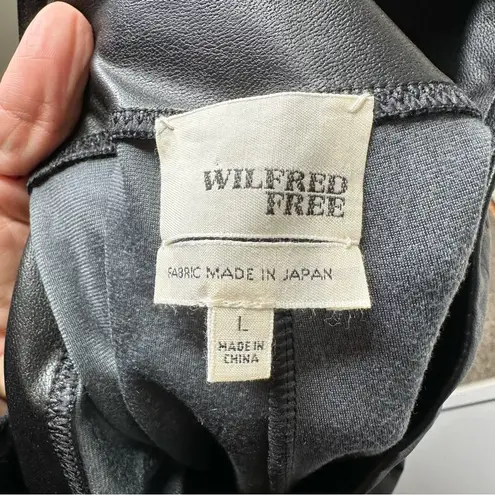 WILFRED
FREE
FABRIC MADE IN JAPAN
L
MADE IN
CHINA